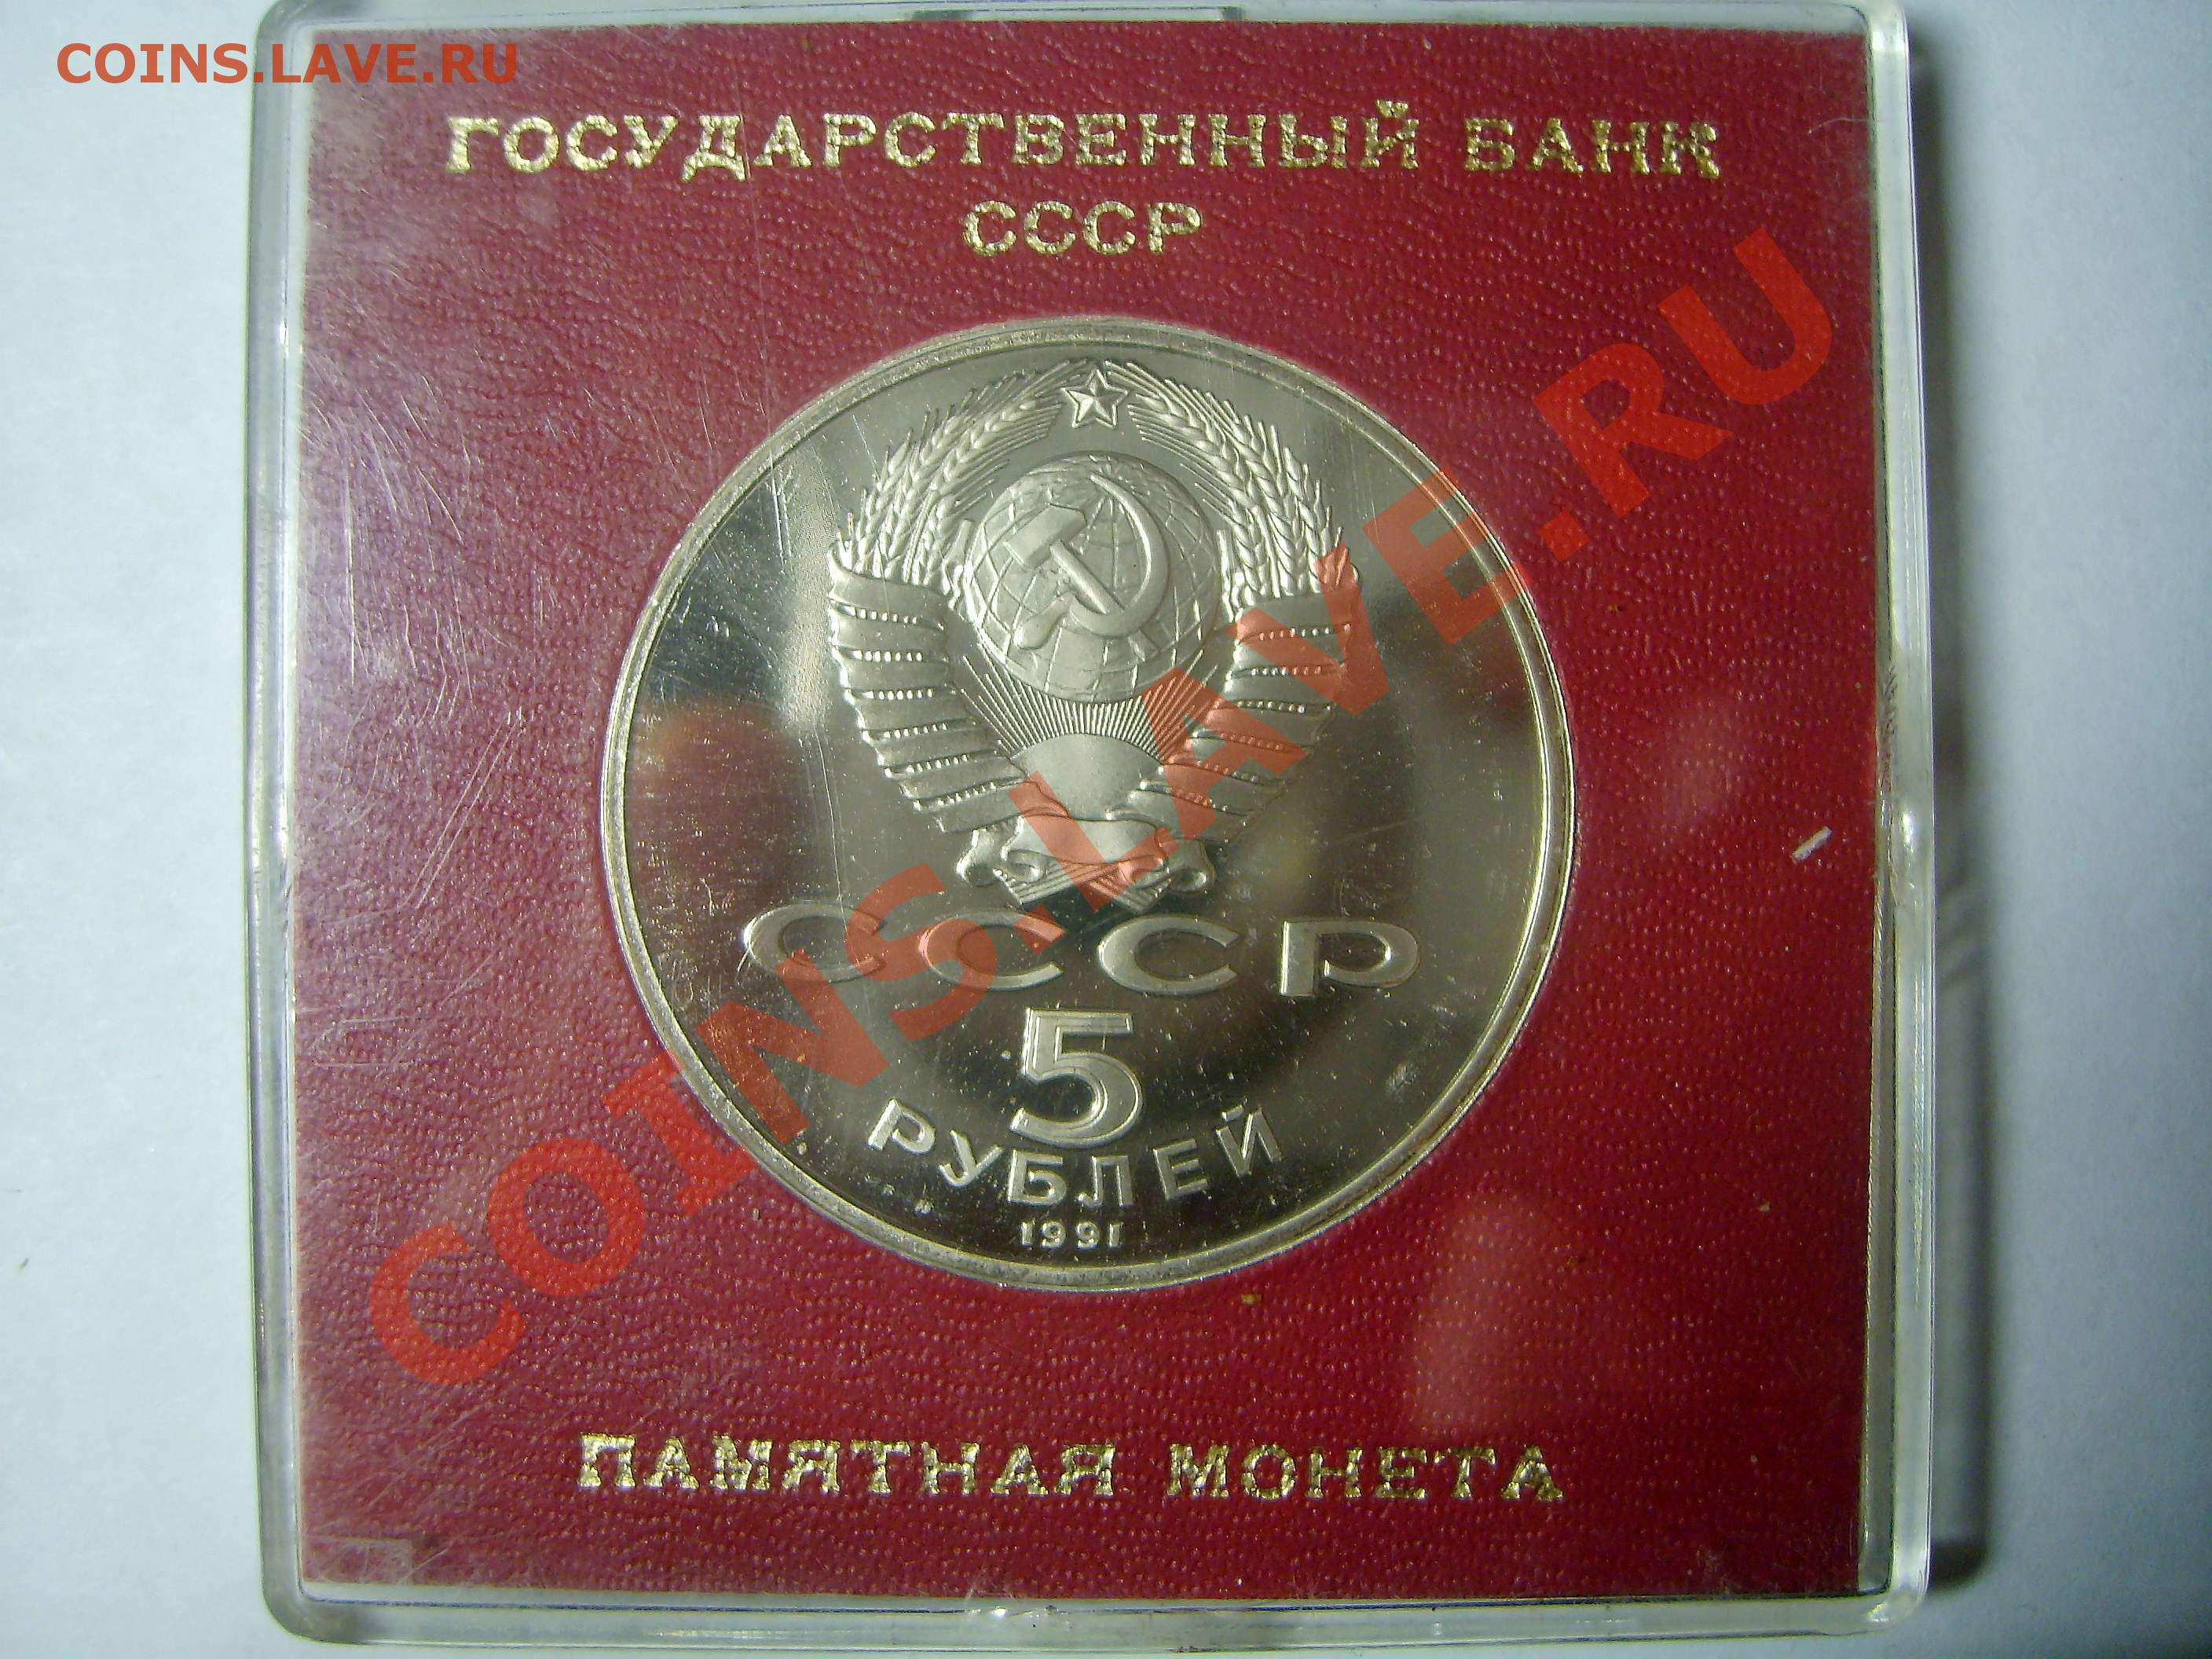 COINS.LAVE.RU
ГОСУДАРСТВЕННЫЙ БАНК
СССР
СССР
5
РУБЛЕЙ
1991
COINS.LAVE.RU
ПАМЯТНАЯ МОНЕТА